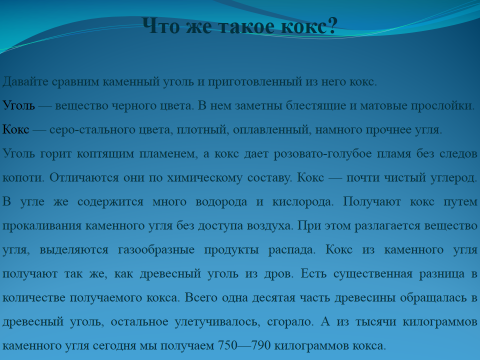 Что же такое кокс?
Давайте сравним каменный уголь и приготовленный из него кокс.
Уголь — вещество черного цвета. В нем заметны блестящие и матовые прослойки.
Кокс — серо-стального цвета, плотный, оплавленный, намного прочнее угля.
Уголь горит коптящим пламенем, а кокс дает розовато-голубое пламя без следов
копоти. Отличаются они по химическому составу. Кокс — почти чистый углерод.
В угле же содержится много водорода и кислорода. Получают кокс путем
прокаливания каменного угля без доступа воздуха. При этом разлагается вещество
угля, выделяются газообразные продукты распада. Кокс из каменного угля
получают так же, как древесный уголь из дров. Есть существенная разница в
количестве получаемого кокса. Всего одна десятая часть древесины обращалась в
древесный уголь, остальное улетучивалось, сгорало. А из тысячи килограммов
каменного угля сегодня мы получаем 750—790 килограммов кокса.